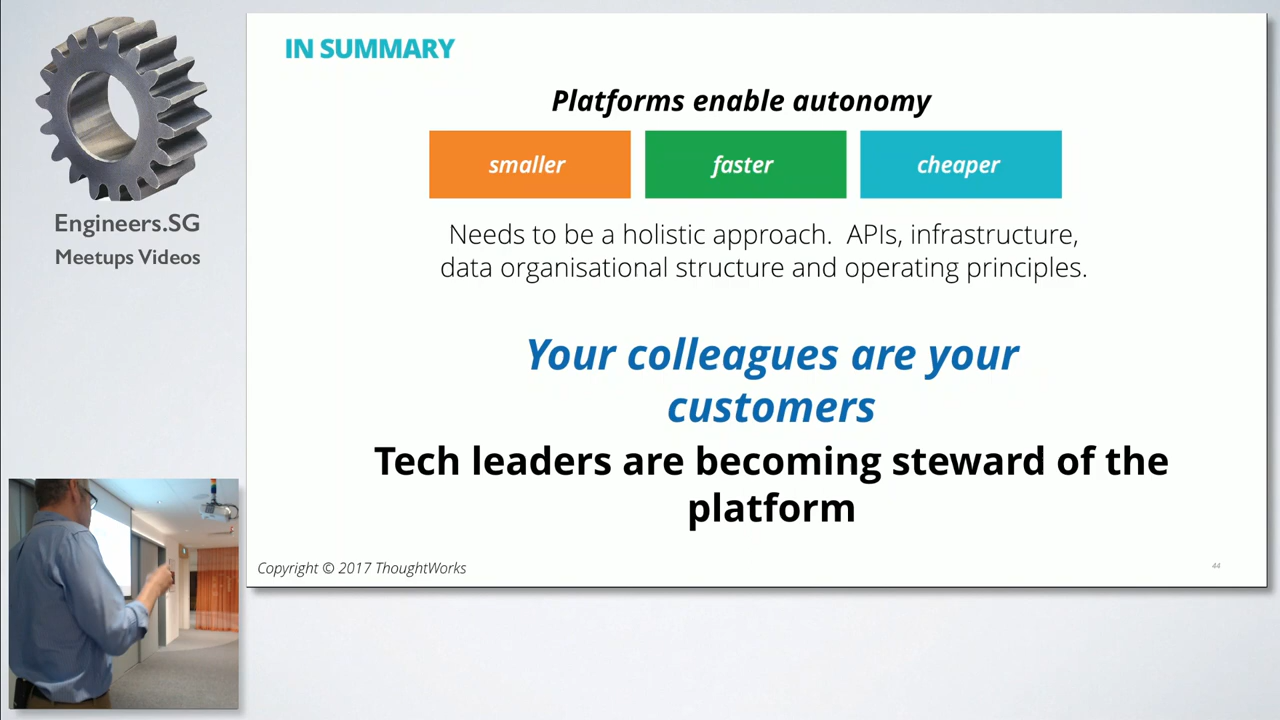 IN SUMMARY
Platforms enable autonomy
smaller
faster
cheaper
Needs to be a holistic approach.  APIs, infrastructure,
data organisational structure and operating principles.
Your colleagues are your
customers
Tech leaders are becoming steward of the
platform
Copyright © 2017 ThoughtWorks
44
Engineers.SG
Meetups Videos